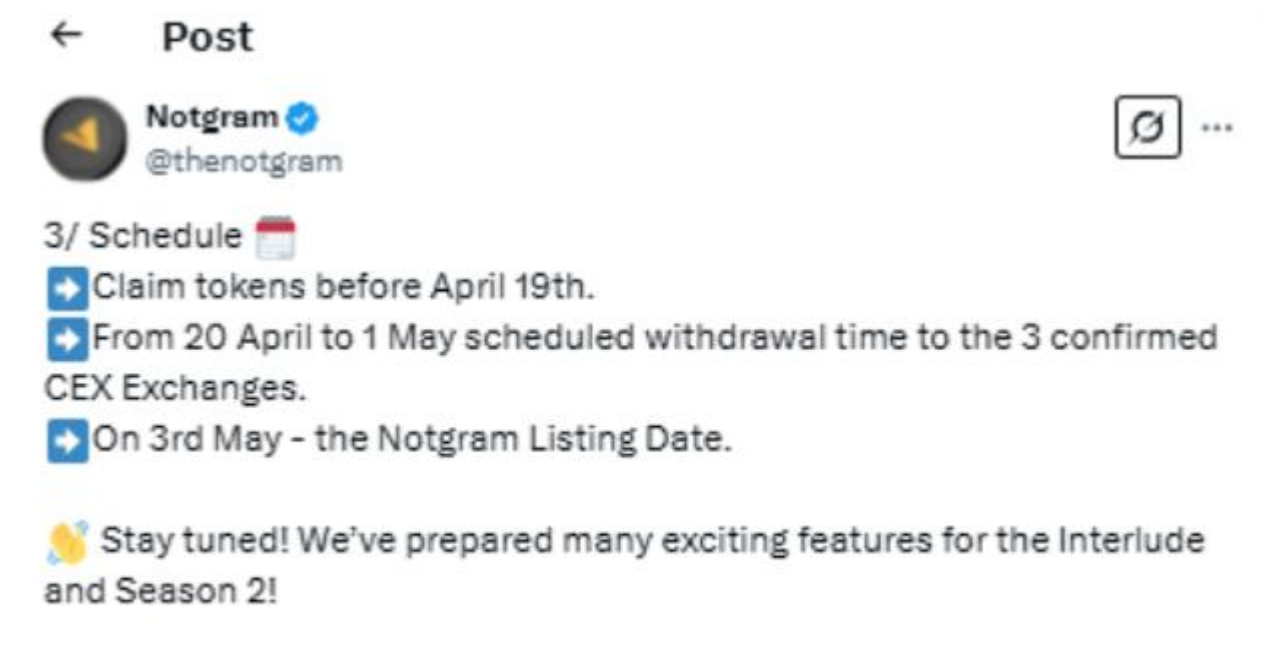 ← Post
Notgram
@thenotgram
3/ Schedule 🗓️
➡️Claim tokens before April 19th.
➡️From 20 April to 1 May scheduled withdrawal time to the 3 confirmed
CEX Exchanges.
➡️On 3rd May - the Notgram Listing Date.
👋 Stay tuned! We've prepared many exciting features for the Interlude
and Season 2!